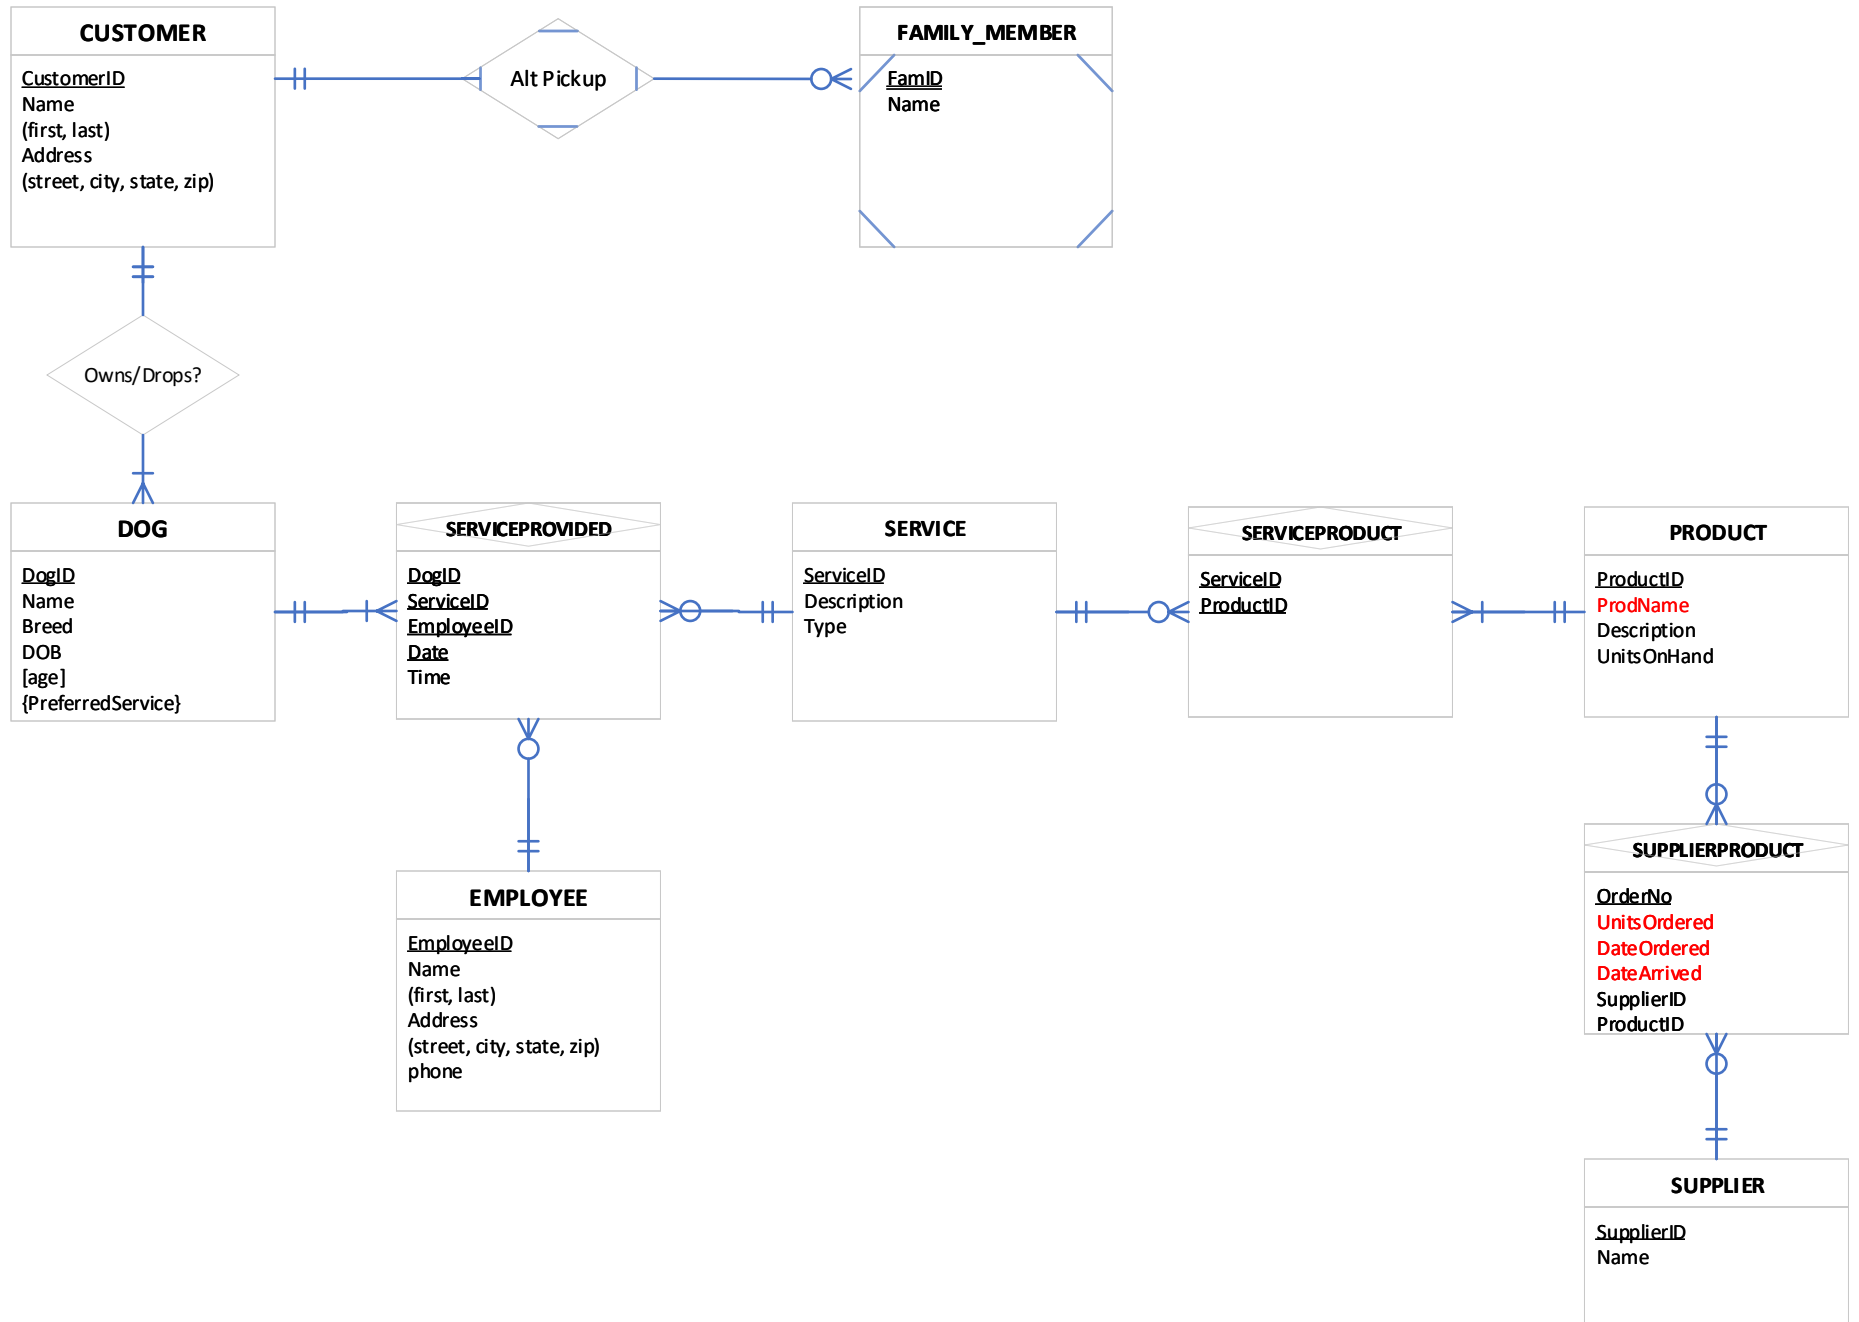 CUSTOMER
CustomerID
Name
(first, last)
Address
(street, city, state, zip)
Alt Pickup
FAMILY_MEMBER
FamID
Name
Owns/Drops?
DOG
DogID
Name
Breed
DOB
[age]
{PreferredService}
SERVICEPROVIDED
DogID
ServiceID
EmployeeID
Date
Time
SERVICE
ServiceID
Description
Type
SERVICEPRODUCT
ServiceID
ProductID
PRODUCT
ProductID
ProdName
Description
UnitsOnHand
EMPLOYEE
EmployeeID
Name
(first, last)
Address
(street, city, state, zip)
phone
SUPPLIERPRODUCT
OrderNo
UnitsOrdered
DateOrdered
DateArrived
SupplierID
ProductID
SUPPLIER
SupplierID
Name